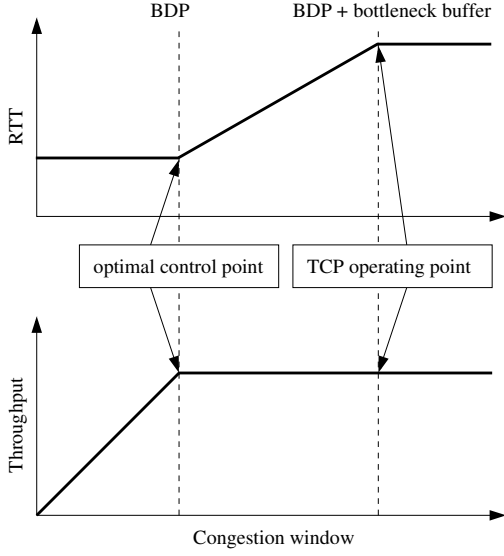 BDP
BDP + bottleneck buffer
RTT
optimal control point
TCP operating point
Throughput
Congestion window